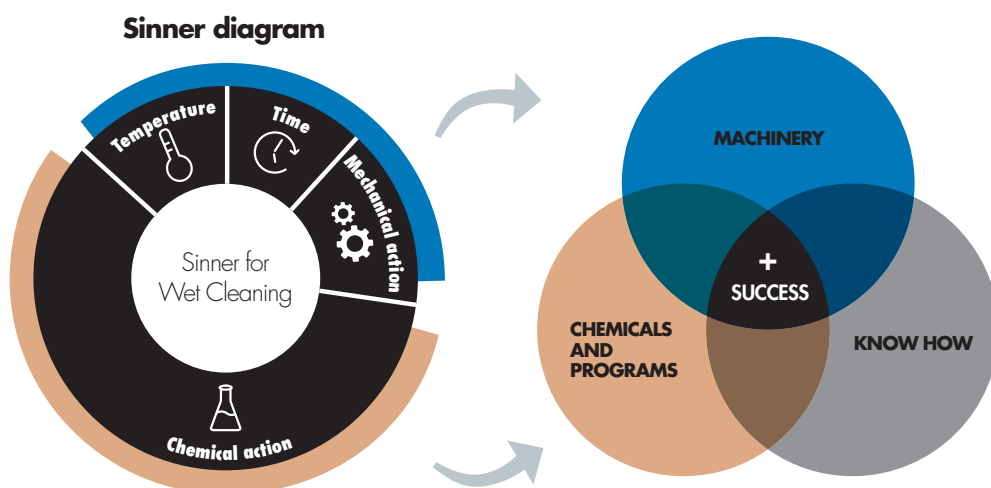 Sinner diagram
Temperature
Time
Mechanical action
Sinner for
Wet Cleaning
Chemical action
MACHINERY
+
SUCCESS
CHEMICALS
AND
PROGRAMS
KNOW HOW